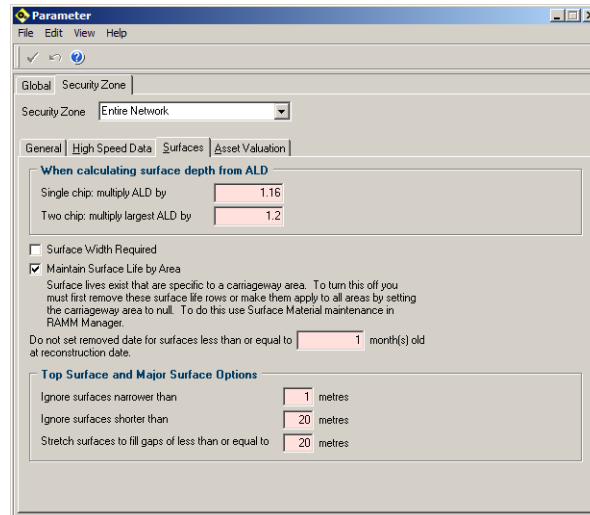 Parameter
File Edit View Help
Global Security Zone
Security Zone Entire Network
General High Speed Data Surfaces Asset Valuation
When calculating surface depth from ALD
Single chip: multiply ALD by 1.16
Two chip: multiply largest ALD by 1.2
Surface Width Required
Maintain Surface Life by Area
Surface lives exist that are specific to a carriageway area. To turn this off you
must first remove these surface life rows or make them apply to all areas by setting
the carriageway area to null. To do this use Surface Material maintenance in
RAMM Manager.
Do not set removed date for surfaces less than or equal to 1 month(s) old
at reconstruction date.
Top Surface and Major Surface Options
Ignore surfaces narrower than 1 metres
Ignore surfaces shorter than 20 metres
Stretch surfaces to fill gaps of less than or equal to 20 metres